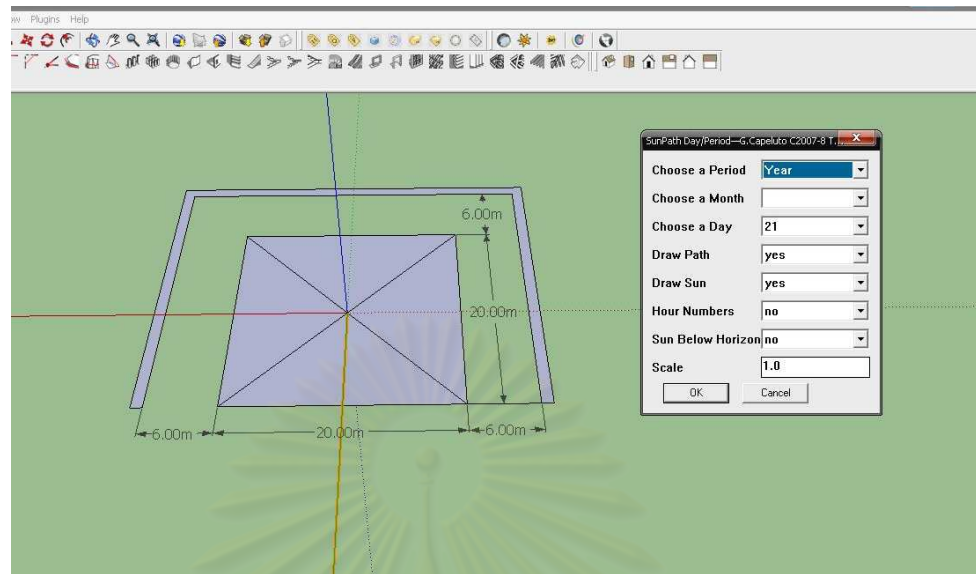 Plugins Help
SunPath Day/Period—G.Capeluto C2007-8 T
Choose a Period Year
Choose a Month
Choose a Day 21
Draw Path yes
Draw Sun yes
Hour Numbers no
Sun Below Horizon no
Scale 1.0
OK Cancel
6.00m
20.00m
6.00m 20.00m 6.00m